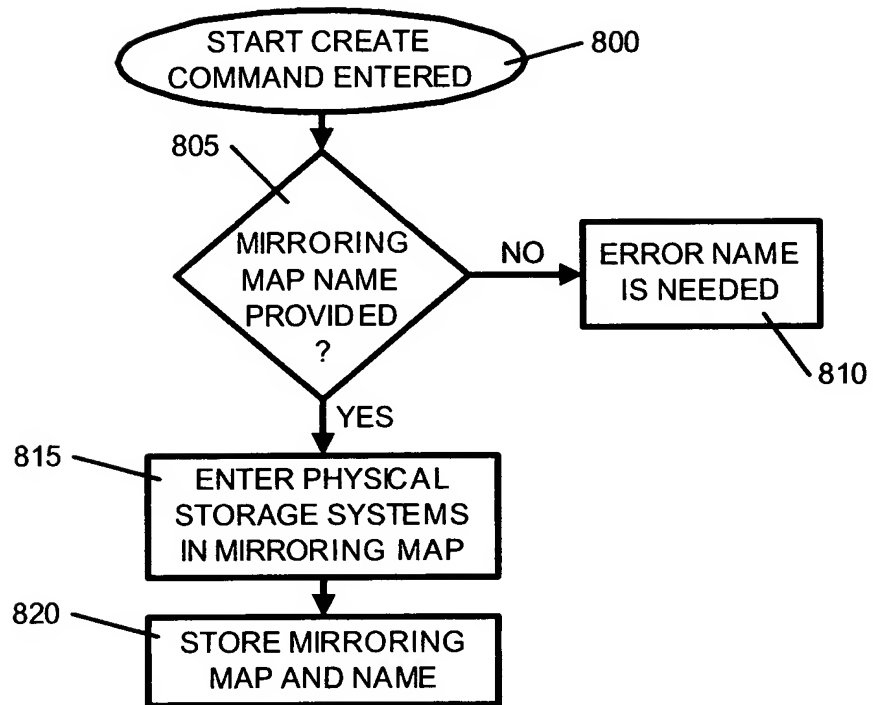 START CREATE
COMMAND ENTERED
800
805
MIRRORING
MAP NAME
PROVIDED
?
NO
ERROR NAME
IS NEEDED
810
YES
815
ENTER PHYSICAL
STORAGE SYSTEMS
IN MIRRORING MAP
820
STORE MIRRORING
MAP AND NAME